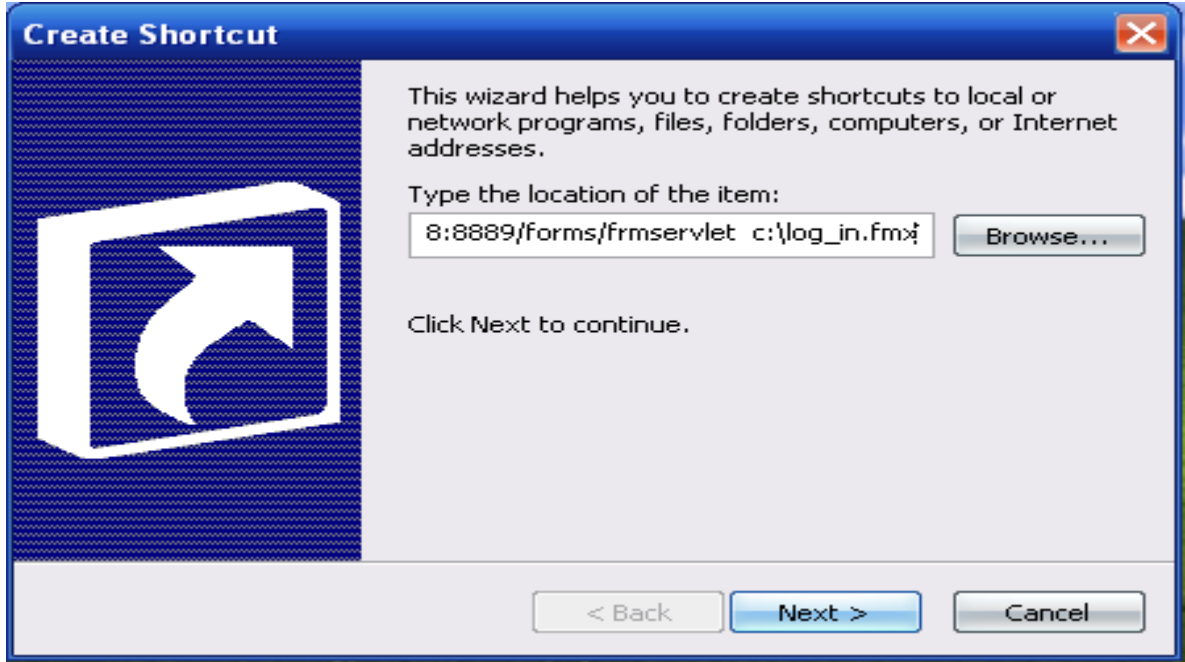 Create Shortcut
This wizard helps you to create shortcuts to local or
network programs, files, folders, computers, or Internet
addresses.
Type the location of the item:
8:8889/forms/frmservlet  c:\log_in.fmx
Browse...
Click Next to continue.
< Back
Next >
Cancel